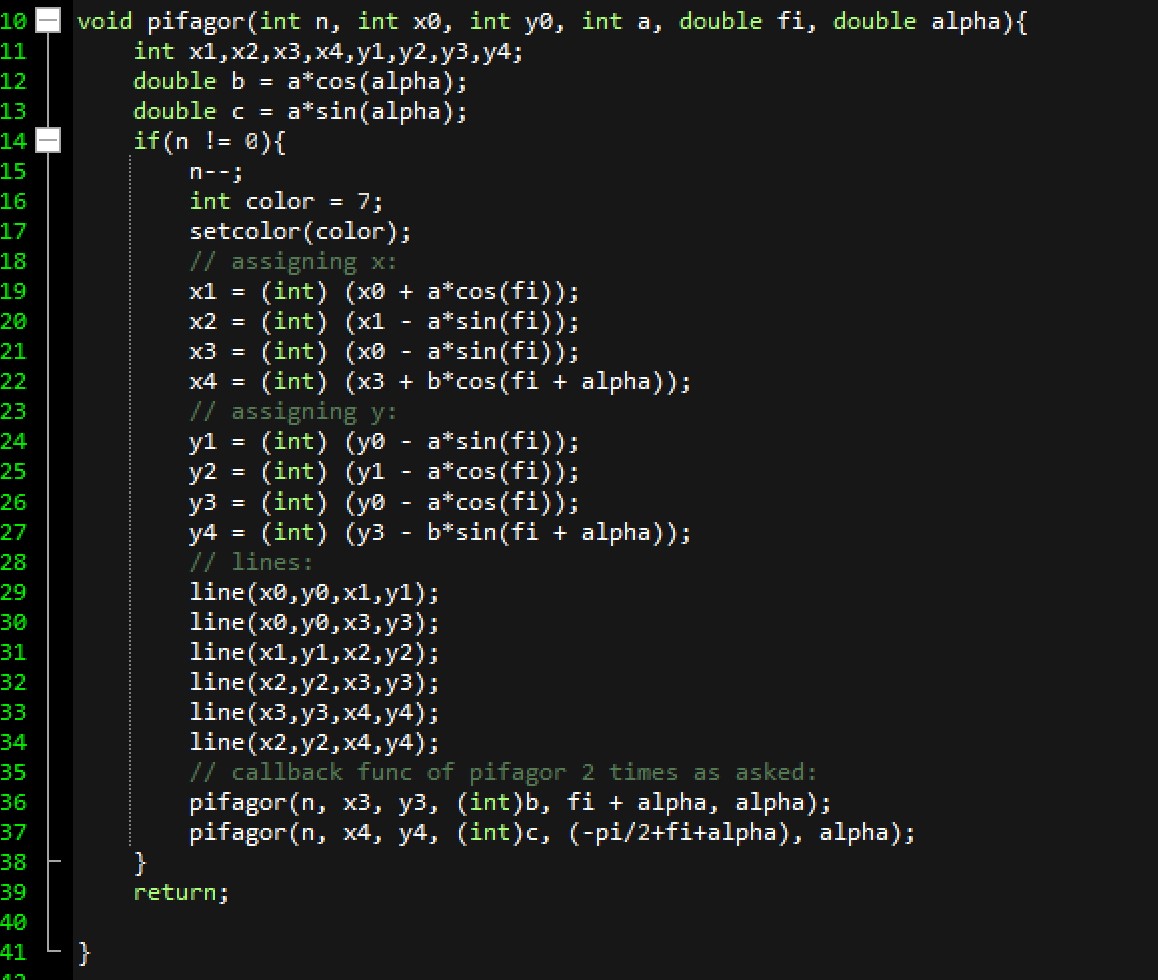 10 void pifagor(int n, int x0, int y0, int a, double fi, double alpha){
11 int x1,x2,x3,x4,y1,y2,y3,y4;
12 double b = a*cos(alpha);
13 double c = a*sin(alpha);
14 if(n != 0){
15 n--;
16 int color = 7;
17 setcolor(color);
18 // assigning x:
19 x1 = (int) (x0 + a*cos(fi));
20 x2 = (int) (x1 - a*sin(fi));
21 x3 = (int) (x0 - a*sin(fi));
22 x4 = (int) (x3 + b*cos(fi + alpha));
23 // assigning y:
24 y1 = (int) (y0 - a*sin(fi));
25 y2 = (int) (y1 - a*cos(fi));
26 y3 = (int) (y0 - a*cos(fi));
27 y4 = (int) (y3 - b*sin(fi + alpha));
28 // lines:
29 line(x0,y0,x1,y1);
30 line(x0,y0,x3,y3);
31 line(x1,y1,x2,y2);
32 line(x2,y2,x3,y3);
33 line(x3,y3,x4,y4);
34 line(x2,y2,x4,y4);
35 // callback func of pifagor 2 times as asked:
36 pifagor(n, x3, y3, (int)b, fi + alpha, alpha);
37 pifagor(n, x4, y4, (int)c, (-pi/2+fi+alpha), alpha);
38 }
39 return;
40
41 }